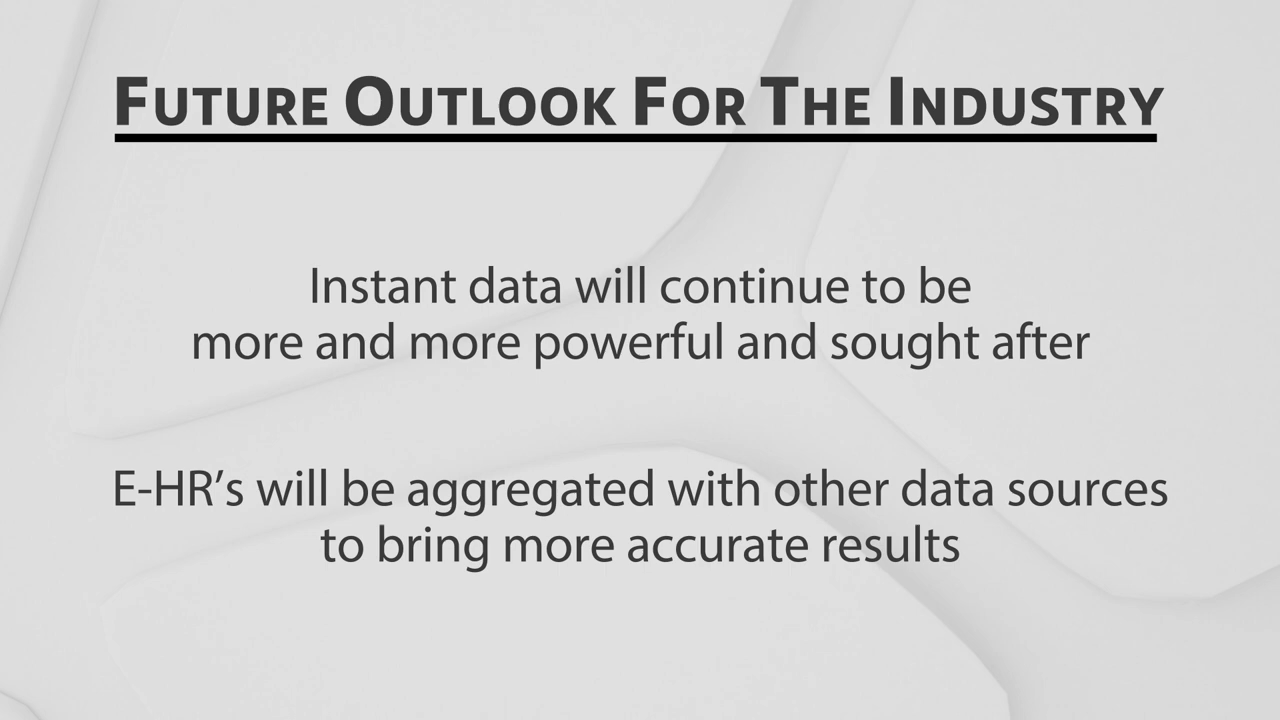 Future Outlook For The Industry
Instant data will continue to be
more and more powerful and sought after
E-HR’s will be aggregated with other data sources
to bring more accurate results